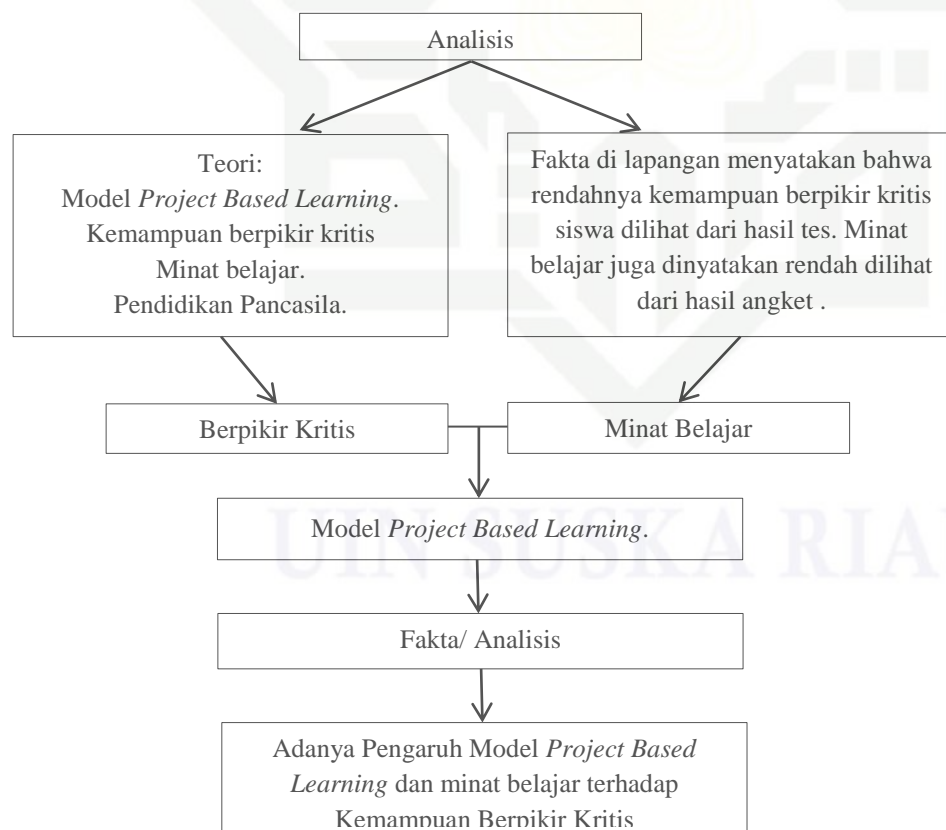 Analisis
Teori:
Model Project Based Learning.
Kemampuan berpikir kritis
Minat belajar.
Pendidikan Pancasila.
Fakta di lapangan menyatakan bahwa
rendahnya kemampuan berpikir kritis
siswa dilihat dari hasil tes. Minat
belajar juga dinyatakan rendah dilihat
dari hasil angket .
Berpikir Kritis
Minat Belajar
Model Project Based Learning.
UIN SUSKA RIA
Fakta/ Analisis
Adanya Pengaruh Model Project Based
Learning dan minat belajar terhadap
Kemampuan Berpikir Kritis